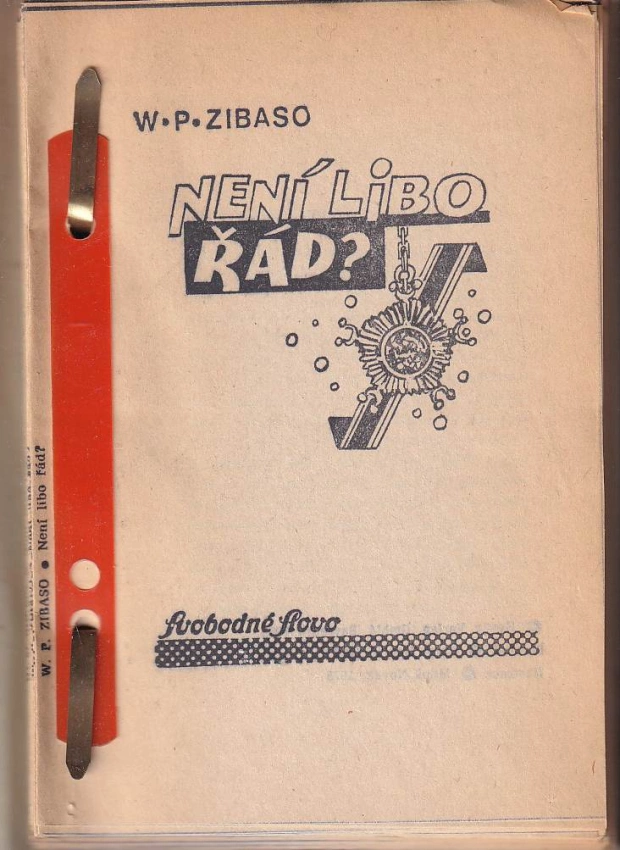 W•P•ZIBASO
NENÍ LiBO
ŘÁD?
W. P. ZIBASO • Není libo řád?
Svobodné slovo